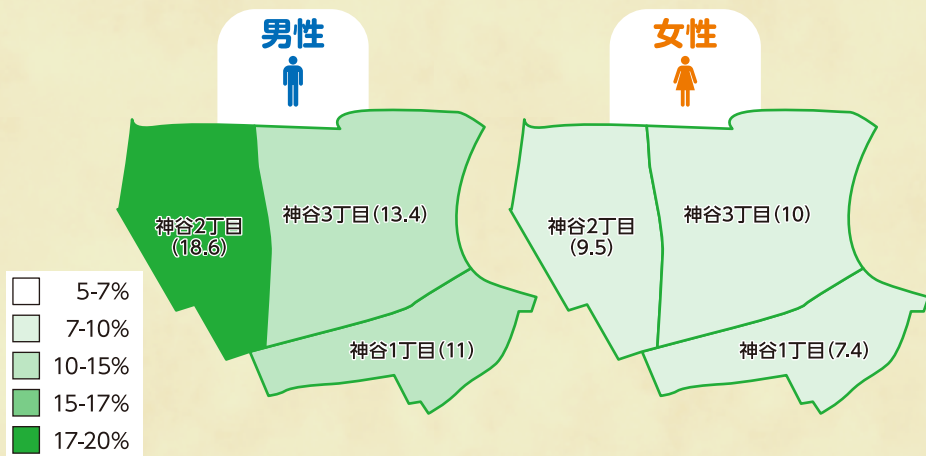 男性
女性
神谷2丁目
(18.6)
神谷3丁目(13.4)
神谷1丁目(11)
神谷2丁目
(9.5)
神谷3丁目(10)
神谷1丁目(7.4)
5-7%
7-10%
10-15%
15-17%
17-20%